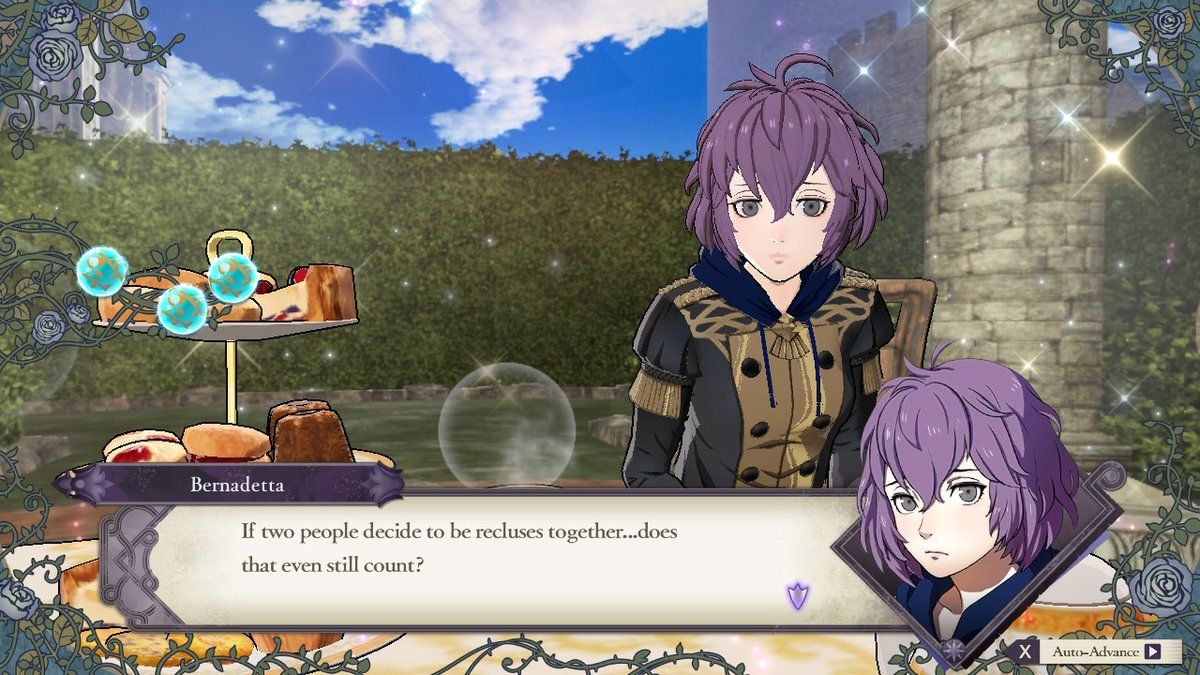 Bernadetta
If two people decide to be recluses together...does
that even still count?
X Auto-Advance